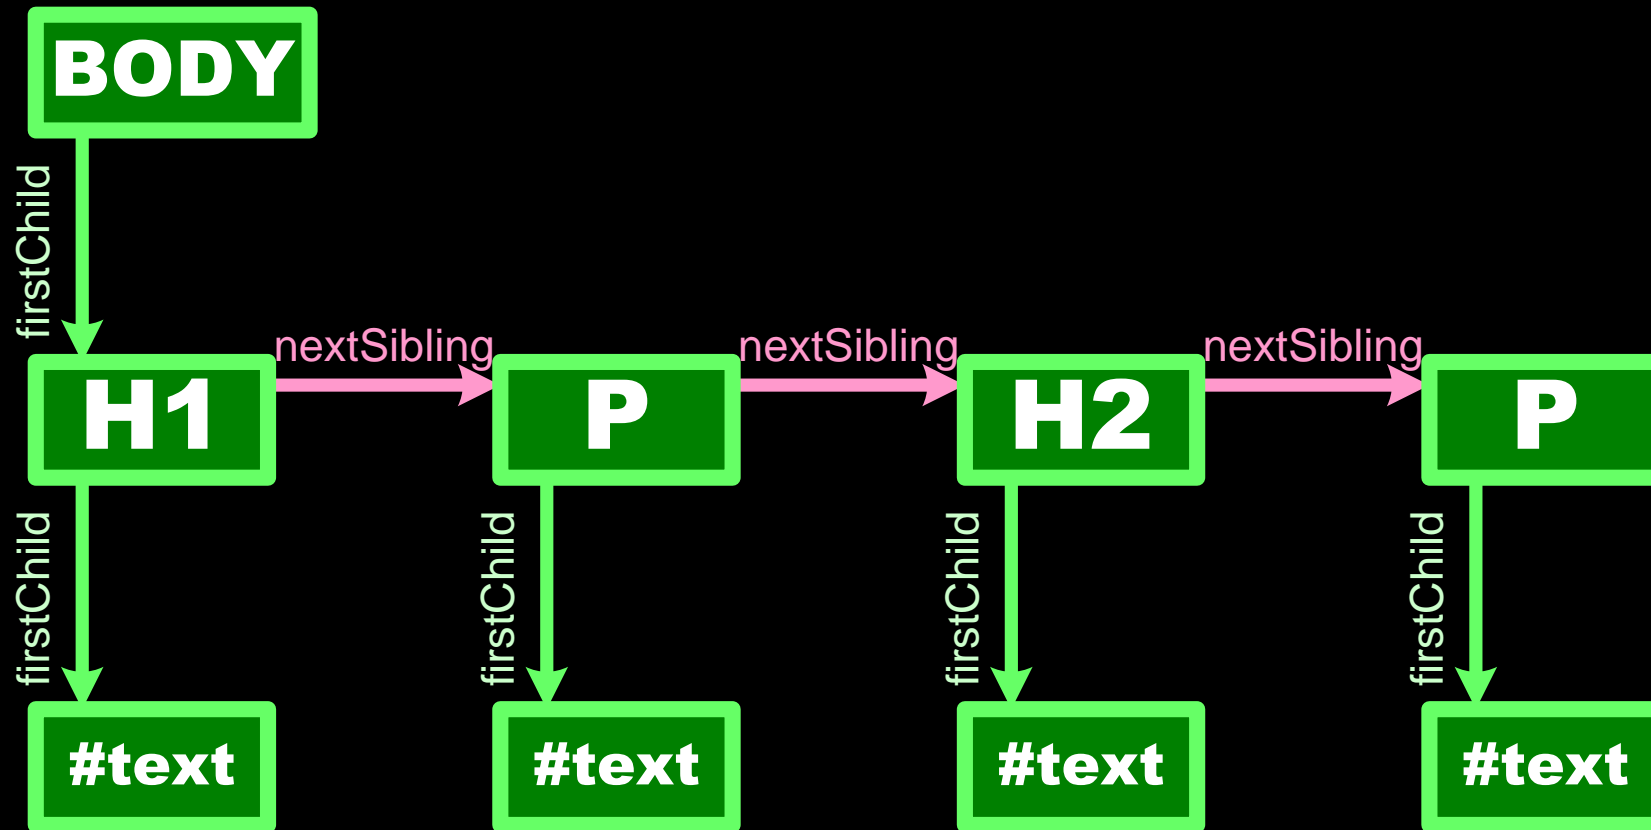 BODY
firstChild
nextSibling
nextSibling
nextSibling
H1
P
H2
P
firstChild
firstChild
firstChild
firstChild
#text
#text
#text
#text